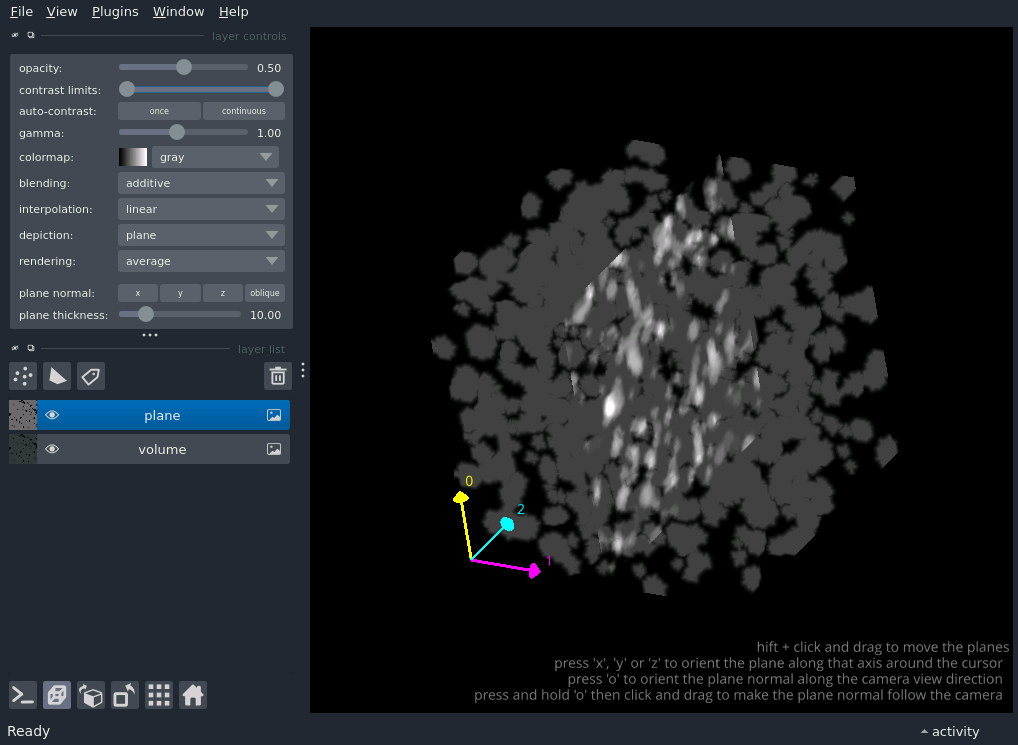 File View Plugins Window Help
layer controls
opacity: 0.50
contrast limits:
auto-contrast: once continuous
gamma: 1.00
colormap: gray
blending: additive
interpolation: linear
depiction: plane
rendering: average
plane normal: x y z oblique
plane thickness: 10.00
layer list
plane
volume
0
2
1
hift + click and drag to move the planes
press 'x', 'y' or 'z' to orient the plane along that axis around the cursor
press 'o' to orient the plane normal along the camera view direction
press and hold 'o' then click and drag to make the plane normal follow the camera
Ready activity